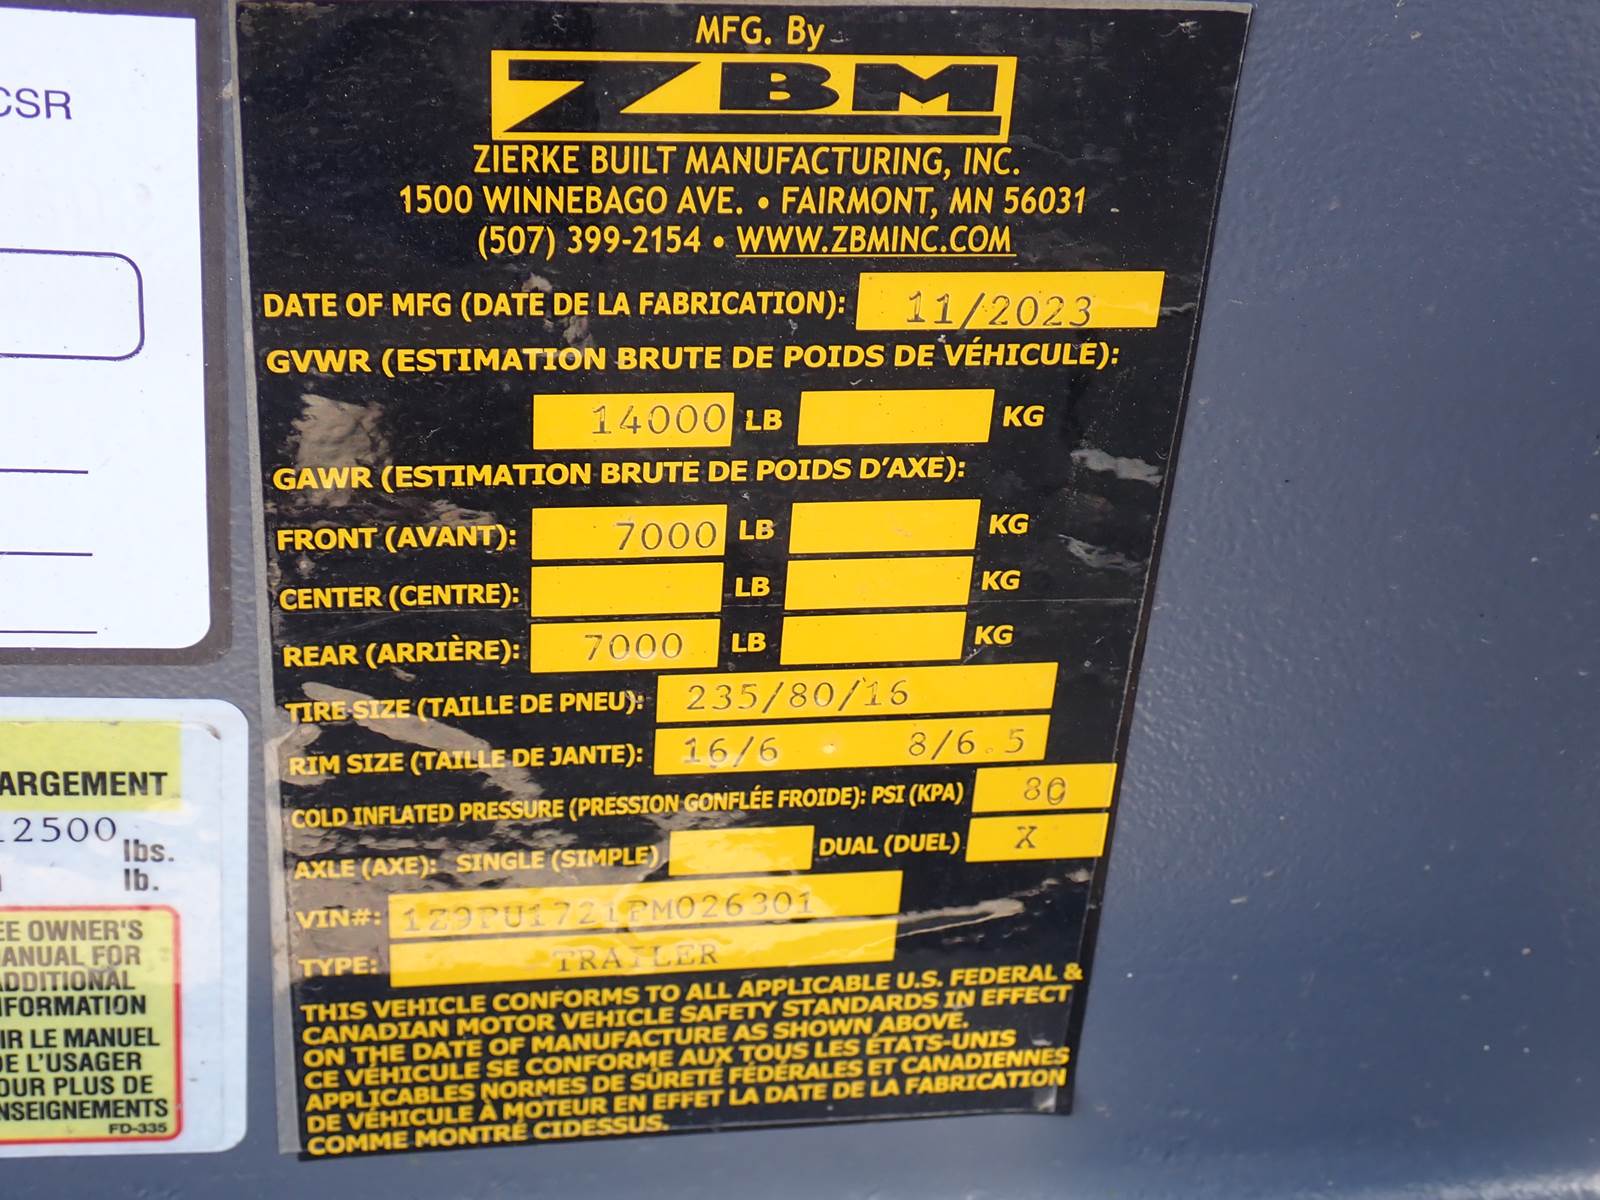 CSR
ARGEMENT
12500 lbs.
lb.
EE OWNER'S
ANUAL FOR
ADDITIONAL
NFORMATION
IR LE MANUEL
DE L'USAGER
OUR PLUS DE
NSEIGNEMENTS
FD-335
MFG. By
ZBM
ZIERKE BUILT MANUFACTURING, INC.
1500 WINNEBAGO AVE. • FAIRMONT, MN 56031
(507) 399-2154 • WWW.ZBMINC.COM
DATE OF MFG (DATE DE LA FABRICATION): 11/2023
GVWR (ESTIMATION BRUTE DE POIDS DE VÉHICULE):
14000 LB KG
GAWR (ESTIMATION BRUTE DE POIDS D'AXE):
FRONT (AVANT): 7000 LB KG
CENTER (CENTRE): LB KG
REAR (ARRIÈRE): 7000 LB KG
TIRE SIZE (TAILLE DE PNEU): 235/80/16
RIM SIZE (TAILLE DE JANTE): 16/6 8/6.5
COLD INFLATED PRESSURE (PRESSION GONFLÉE FROIDE): PSI (KPA) 80
AXLE (AXE): SINGLE (SIMPLE) DUAL (DUEL) X
VIN#: 1Z9PU1721PM026301
TYPE: TRAILER
THIS VEHICLE CONFORMS TO ALL APPLICABLE U.S. FEDERAL &
CANADIAN MOTOR VEHICLE SAFETY STANDARDS IN EFFECT
ON THE DATE OF MANUFACTURE AS SHOWN ABOVE.
CE VÉHICULE SE CONFORME AUX TOUS LES ÉTATS-UNIS
APPLICABLES NORMES DE SÛRETÉ FÉDÉRALES ET CANADIENNES
DE VÉHICULE À MOTEUR EN EFFET LA DATE DE LA FABRICATION
COMME MONTRÉ CIDESSUS.